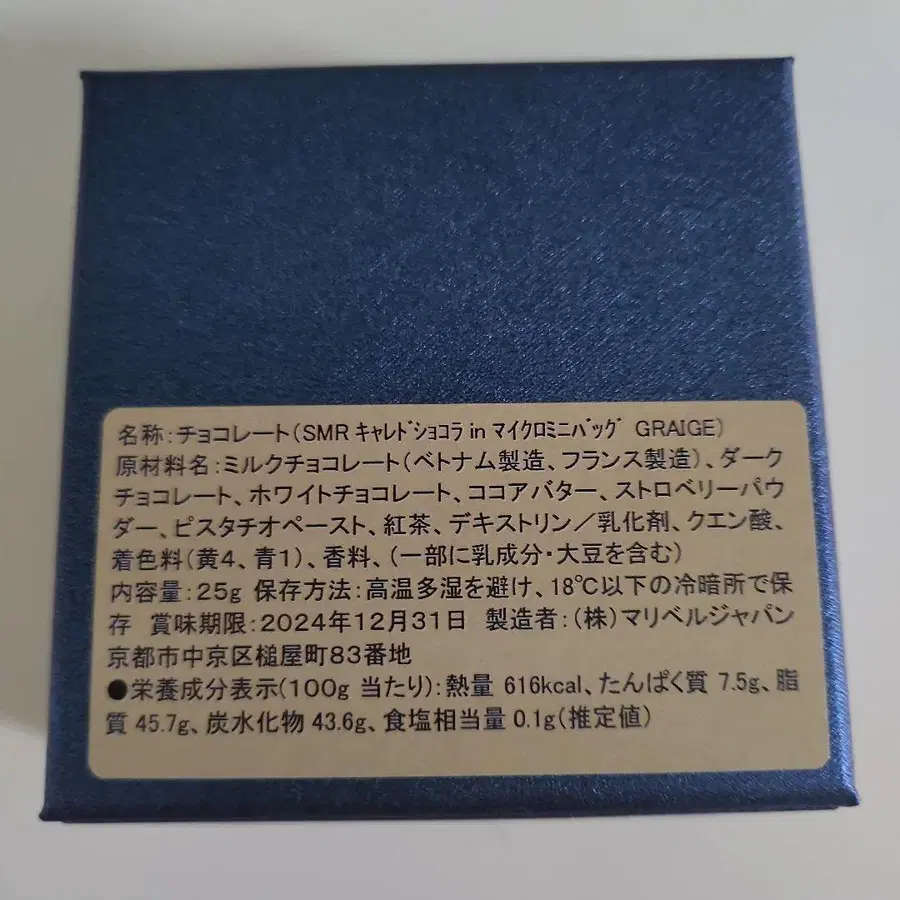 名称:チョコレート(SMR ｷｬﾚﾄﾞｼｮｺﾗ in ﾏｲｸﾛﾐﾆﾊﾞｯｸﾞ GRAIGE)
原材料名:ミルクチョコレート(ベトナム製造、フランス製造)、ダーク
チョコレート、ホワイトチョコレート、ココアバター、ストロベリーパウ
ダー、ピスタチオペースト、紅茶、デキストリン／乳化剤、クエン酸、
着色料(黄4、青1)、香料、(一部に乳成分・大豆を含む)
内容量:25g 保存方法:高温多湿を避け、18℃以下の冷暗所で保
存 賞味期限:2024年12月31日 製造者:(株)マリベルジャパン
京都市中京区槌屋町83番地
●栄養成分表示(100g 当たり):熱量 616kcal、たんぱく質 7.5g、脂
質 45.7g、炭水化物 43.6g、食塩相当量 0.1g(推定値)